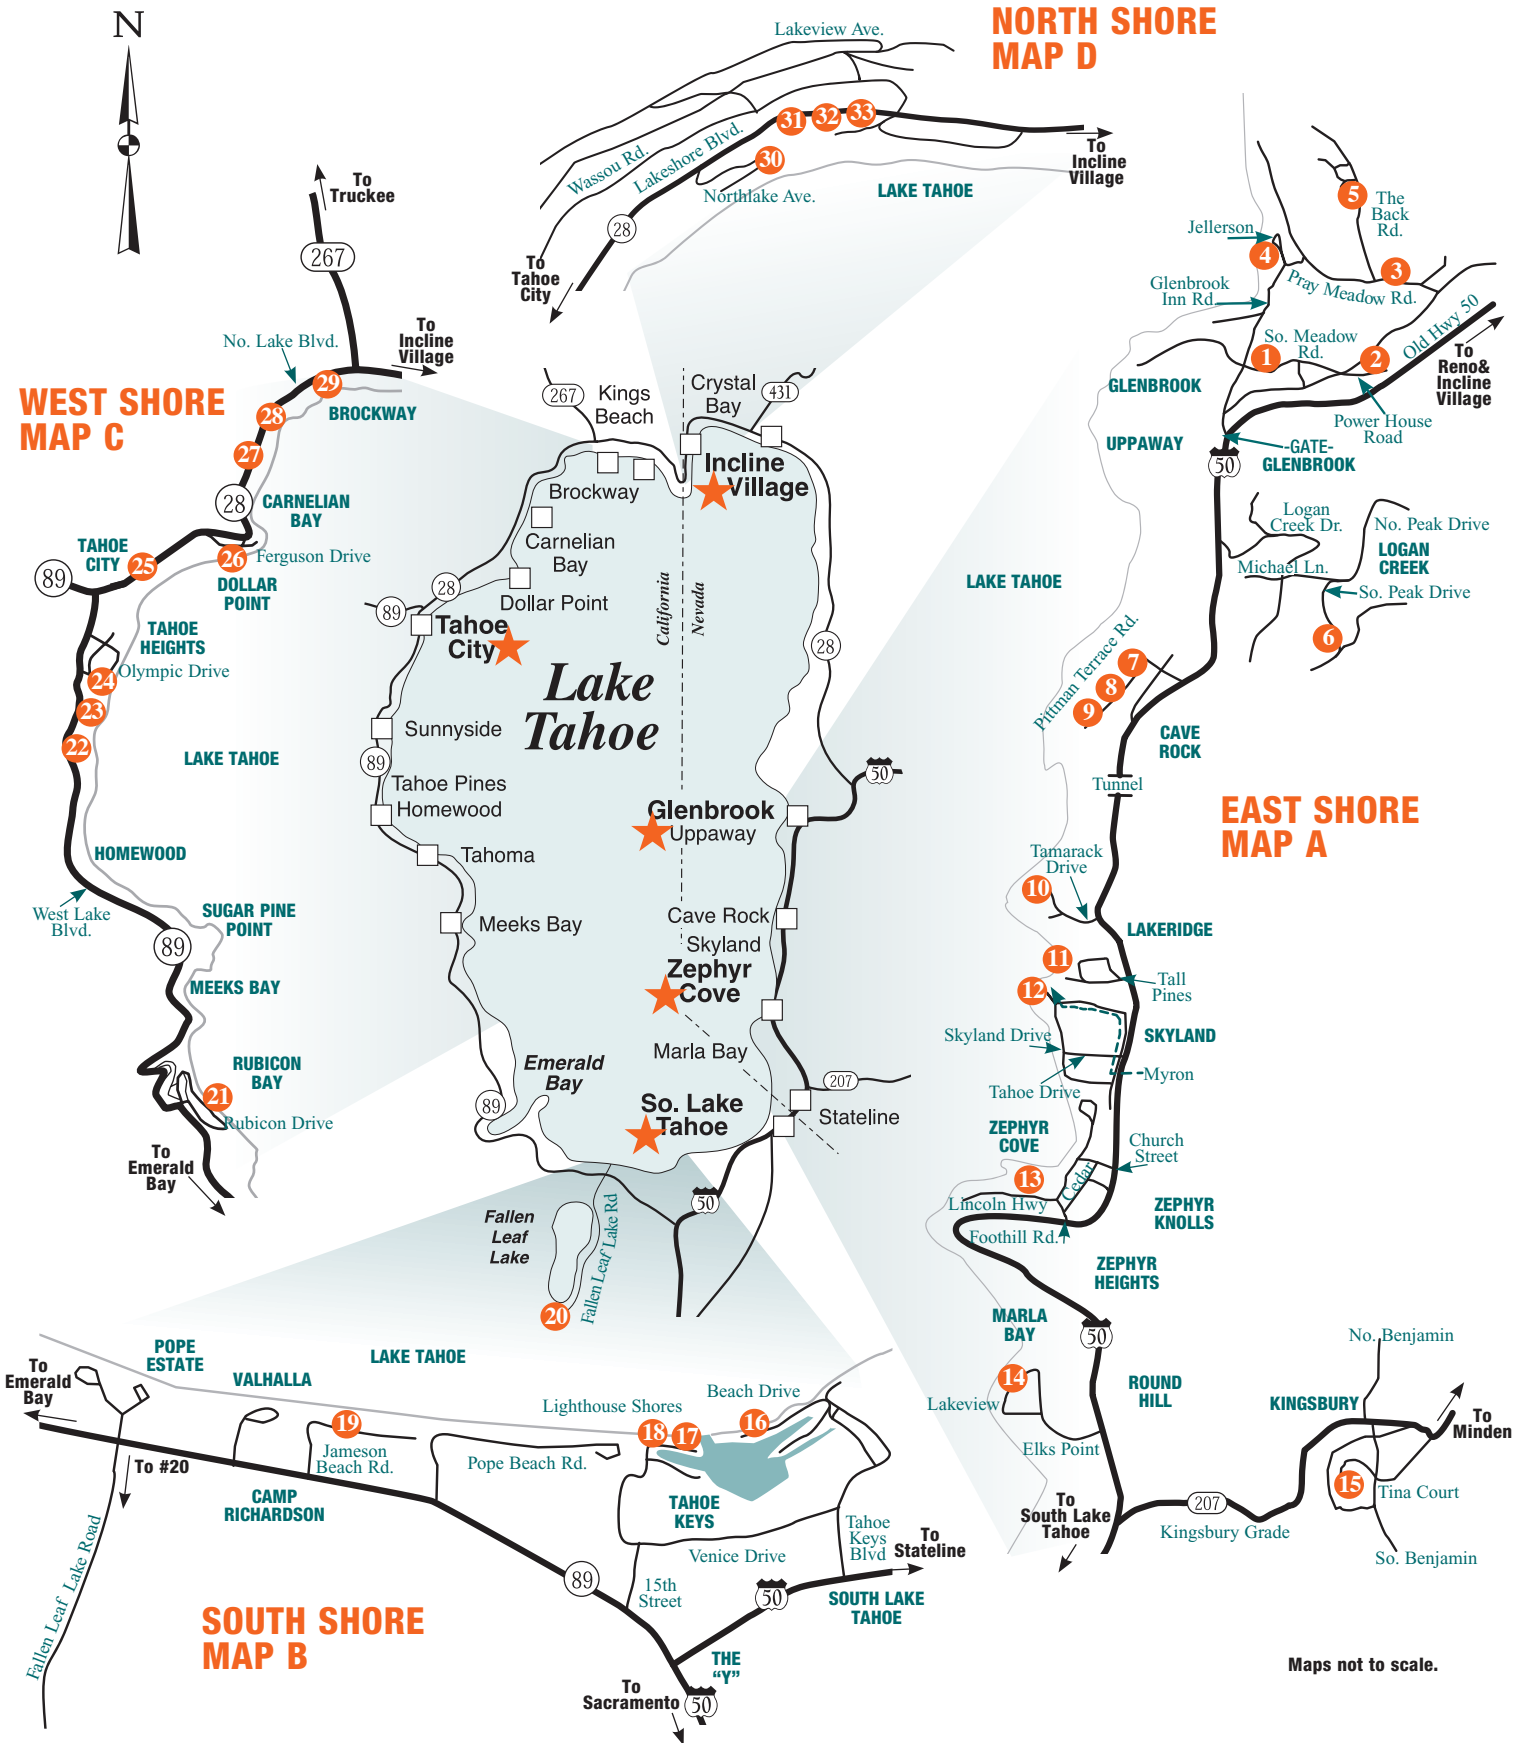 N
NORTH SHORE
MAP D
Lakeview Ave.
31
32
33
Lakeshore Blvd.
Wassou Rd.
30
Northlake Ave.
LAKE TAHOE
28
To
Incline
Village
To
Tahoe
City
WEST SHORE
MAP C
To
Truckee
267
To
Incline
Village
No. Lake Blvd.
29
BROCKWAY
28
27
28
CARNELIAN
BAY
TAHOE
CITY
25
26
Ferguson Drive
89
DOLLAR
POINT
TAHOE
HEIGHTS
Olympic Drive
24
23
22
LAKE TAHOE
HOMEWOOD
West Lake
Blvd.
SUGAR PINE
POINT
89
MEEKS BAY
RUBICON
BAY
21
Rubicon Drive
To
Emerald
Bay
267
Kings
Beach
Crystal
Bay
431
Incline
Village
Brockway
Carnelian
Bay
Dollar Point
28
89
Tahoe
City
California
Nevada
28
Lake
Tahoe
Sunnyside
89
Tahoe Pines
Homewood
50
Glenbrook
Uppaway
Tahoma
Meeks Bay
Cave Rock
Skyland
Zephyr
Cove
Marla Bay
Emerald
Bay
89
So. Lake
Tahoe
207
Stateline
50
Fallen
Leaf
Lake
Fallen Leaf Lake Rd
20
EAST SHORE
MAP A
5
The
Back
Rd.
Jellerson
4
3
Glenbrook
Inn Rd.
Pray Meadow Rd.
So. Meadow
Rd.
1
2
Old Hwy 50
To
Reno&
Incline
Village
GLENBROOK
Power House
Road
UPPAWAY
-GATE-
GLENBROOK
50
Logan
Creek Dr.
No. Peak Drive
LOGAN
CREEK
Michael Ln.
So. Peak Drive
6
LAKE TAHOE
Pittman Terrace Rd.
7
8
9
CAVE
ROCK
Tunnel
Tamarack
Drive
10
LAKERIDGE
11
12
Tall
Pines
Skyland Drive
SKYLAND
Tahoe Drive
Myron
ZEPHYR
COVE
Church
Street
13
Cedar
Lincoln Hwy
ZEPHYR
KNOLLS
Foothill Rd.
ZEPHYR
HEIGHTS
MARLA
BAY
50
14
Lakeview
ROUND
HILL
Elks Point
No. Benjamin
KINGSBURY
To
Minden
15
Tina Court
207
Kingsbury Grade
So. Benjamin
To
South Lake
Tahoe
SOUTH SHORE
MAP B
POPE
ESTATE
LAKE TAHOE
To
Emerald
Bay
VALHALLA
19
Jameson
Beach Rd.
Lighthouse Shores
Beach Drive
18
17
16
Pope Beach Rd.
To #20
CAMP
RICHARDSON
TAHOE
KEYS
Tahoe
Keys
Blvd
To
Stateline
Venice Drive
89
15th
Street
50
SOUTH LAKE
TAHOE
Fallen Leaf Lake Road
THE
“Y”
To
Sacramento
50
Maps not to scale.